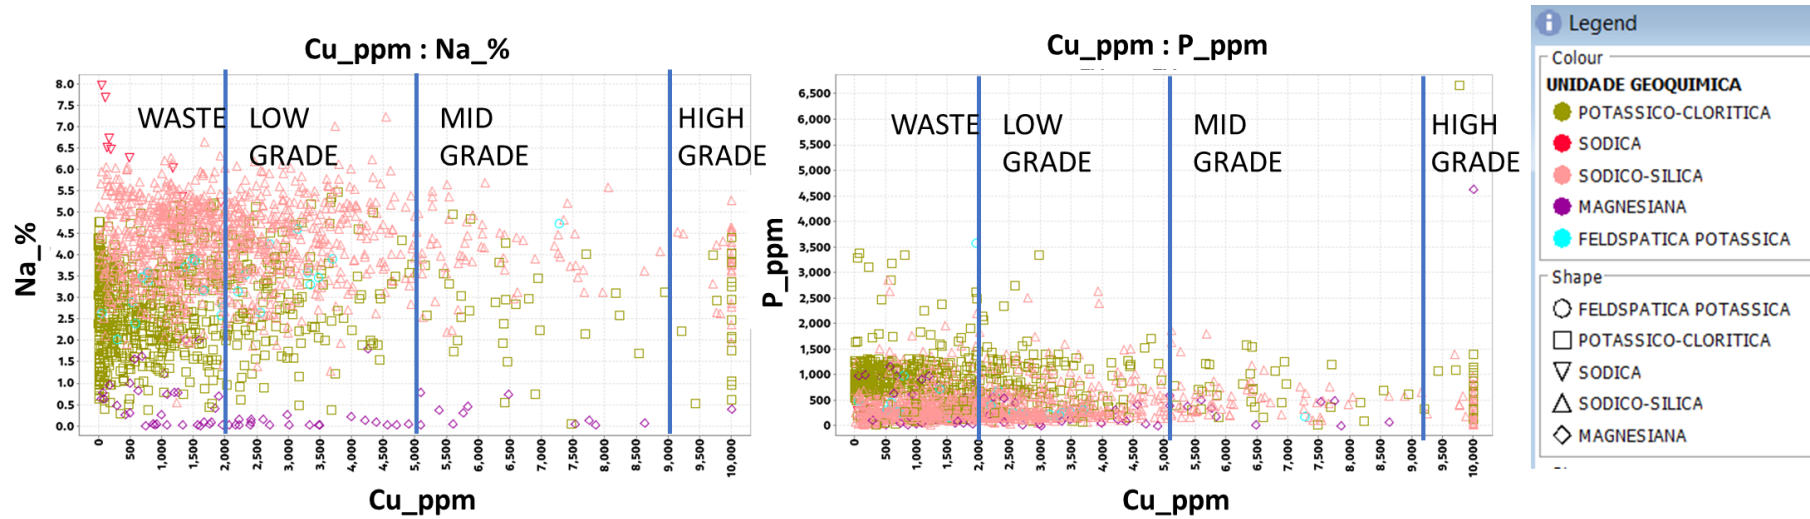 Cu_ppm : Na_%
8.0
7.5
7.0
6.5
6.0
5.5
5.0
4.5
4.0
3.5
3.0
2.5
2.0
1.5
1.0
0.5
0.0
Na_%
WASTE
LOW
GRADE
MID
GRADE
HIGH
GRADE
0
500
1,000
1,500
2,000
2,500
3,000
3,500
4,000
4,500
5,000
5,500
6,000
6,500
7,000
7,500
8,000
8,500
9,000
9,500
10,000
Cu_ppm
Cu_ppm : P_ppm
6,500
6,000
5,500
5,000
4,500
4,000
3,500
3,000
2,500
2,000
1,500
1,000
500
0
P_ppm
WASTE
LOW
GRADE
MID
GRADE
HIGH
GRADE
0
500
1,000
1,500
2,000
2,500
3,000
3,500
4,000
4,500
5,000
5,500
6,000
6,500
7,000
7,500
8,000
8,500
9,000
9,500
10,000
Cu_ppm
Legend
Colour
UNIDADE GEOQUIMICA
POTASSICO-CLORITICA
SODICA
SODICO-SILICA
MAGNESIANA
FELDSPATICA POTASSICA
Shape
FELDSPATICA POTASSICA
POTASSICO-CLORITICA
SODICA
SODICO-SILICA
MAGNESIANA